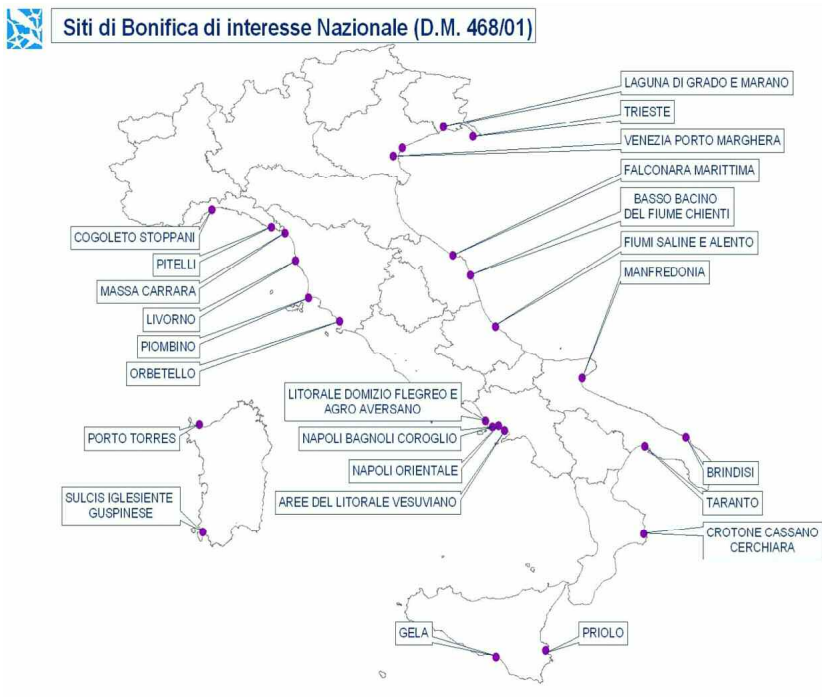 Siti di Bonifica di interesse Nazionale (D.M. 468/01)
LAGUNA DI GRADO E MARANO
TRIESTE
VENEZIA PORTO MARGHERA
FALCONARA MARITTIMA
BASSO BACINO
DEL FIUME CHIENTI
FIUMI SALINE E ALENTO
MANFREDONIA
COGOLETO STOPPANI
PITELLI
MASSA CARRARA
LIVORNO
PIOMBINO
ORBETELLO
LITORALE DOMIZIO FLEGREO E
AGRO AVERSANO
NAPOLI BAGNOLI COROGLIO
NAPOLI ORIENTALE
AREE DEL LITORALE VESUVIANO
PORTO TORRES
SULCIS IGLESIENTE
GUSPINESE
BRINDISI
TARANTO
CROTONE CASSANO
CERCHIARA
GELA
PRIOLO